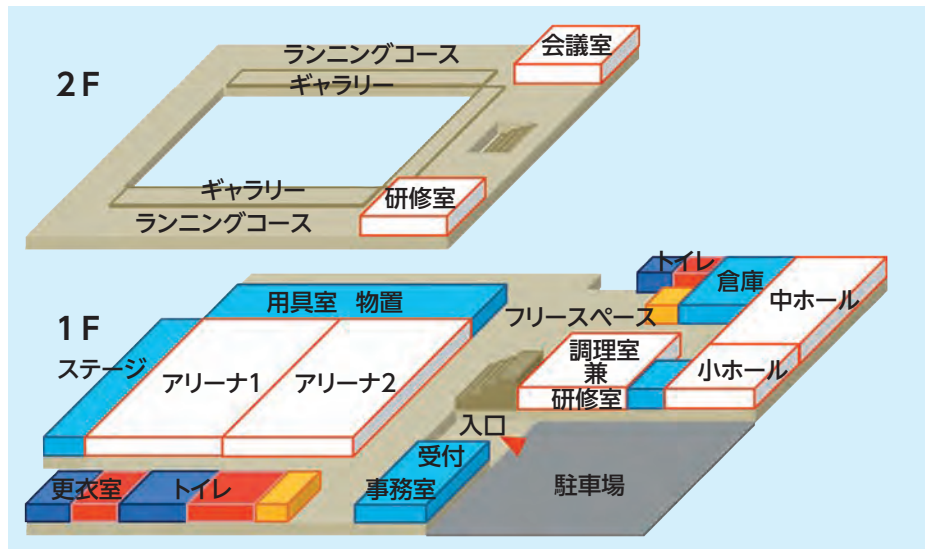 ランニングコース
会議室
2F
ギャラリー
ギャラリー
研修室
ランニングコース
トイレ
倉庫
用具室 物置
中ホール
フリースペース
1F
ステージ
調理室
兼
研修室
アリーナ1
アリーナ2
小ホール
入口
受付
事務室
更衣室
トイレ
駐車場